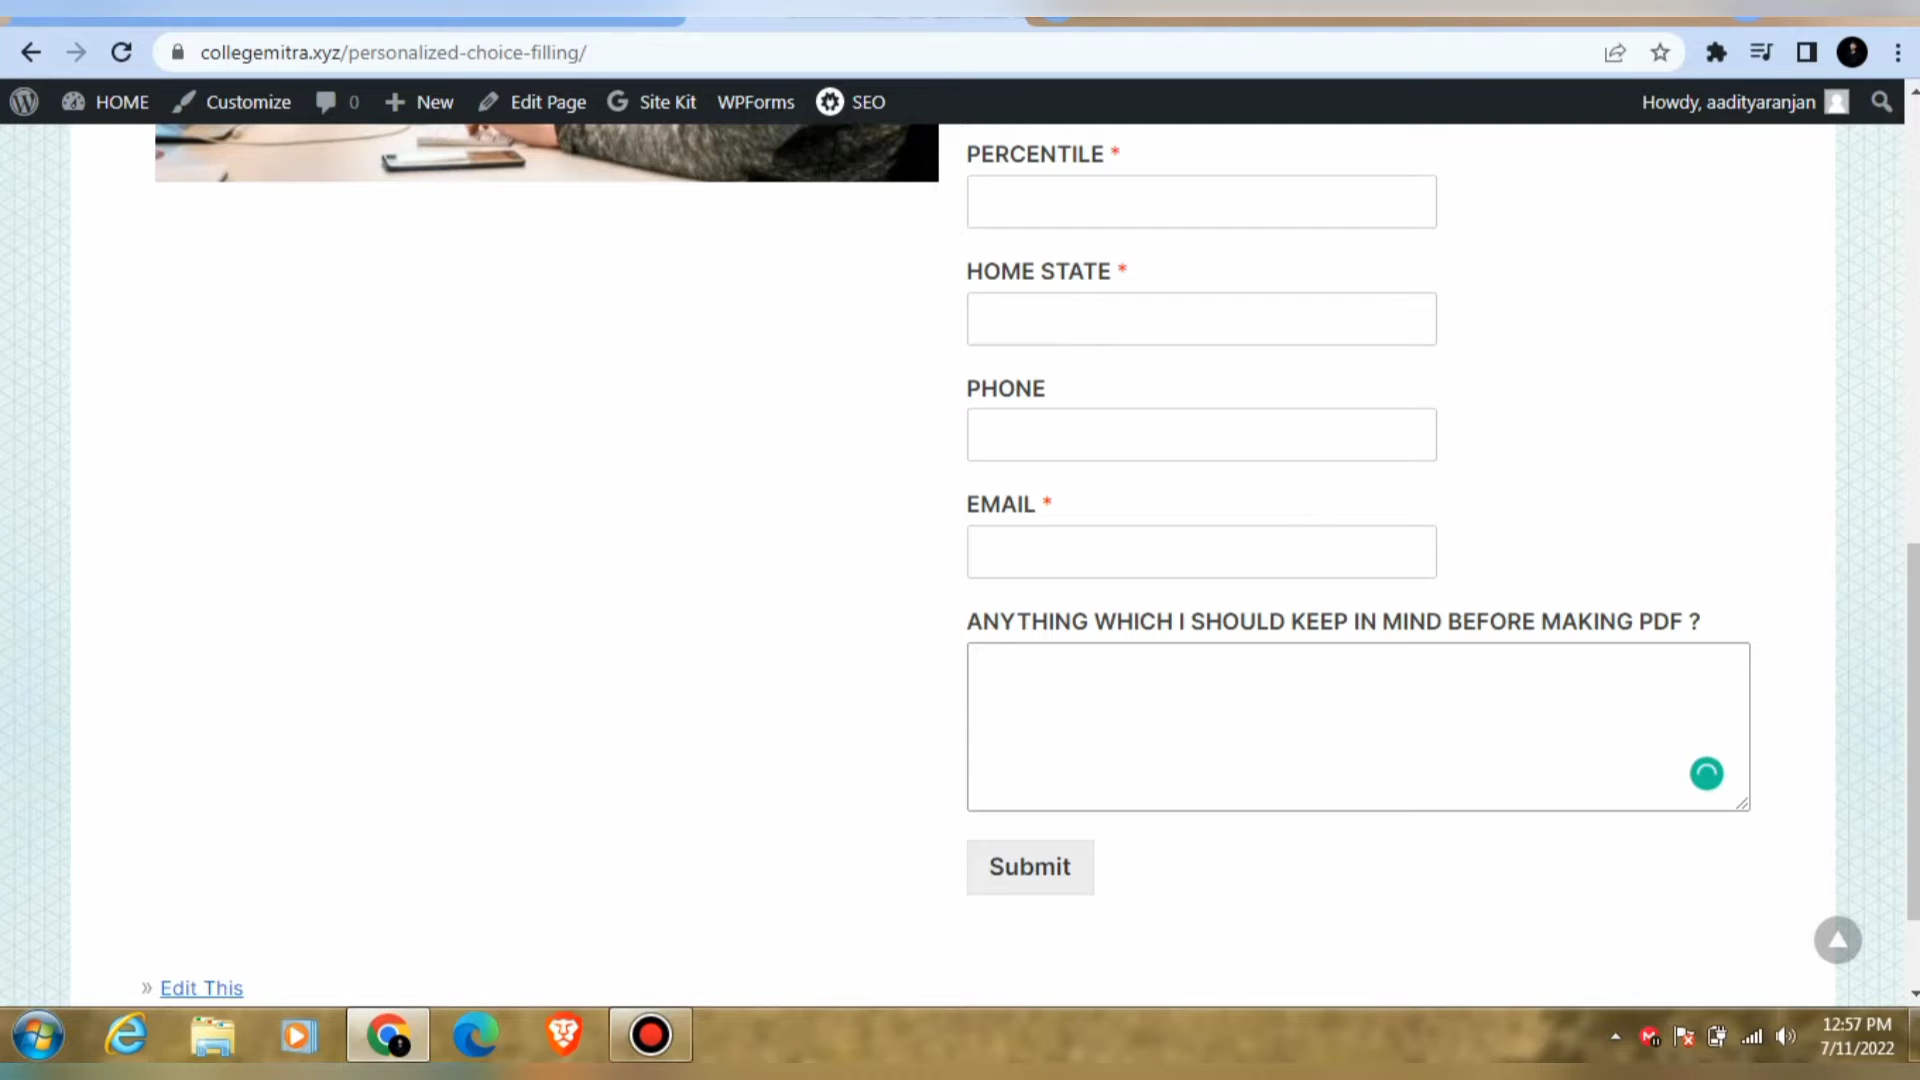 collegemitra.xyz/personalized-choice-filling/
HOME Customize 0 New Edit Page Site Kit WPForms SEO Howdy, aadityaranjan
PERCENTILE *
HOME STATE *
PHONE
EMAIL *
ANYTHING WHICH I SHOULD KEEP IN MIND BEFORE MAKING PDF ?
Submit
» Edit This
12:57 PM
7/11/2022